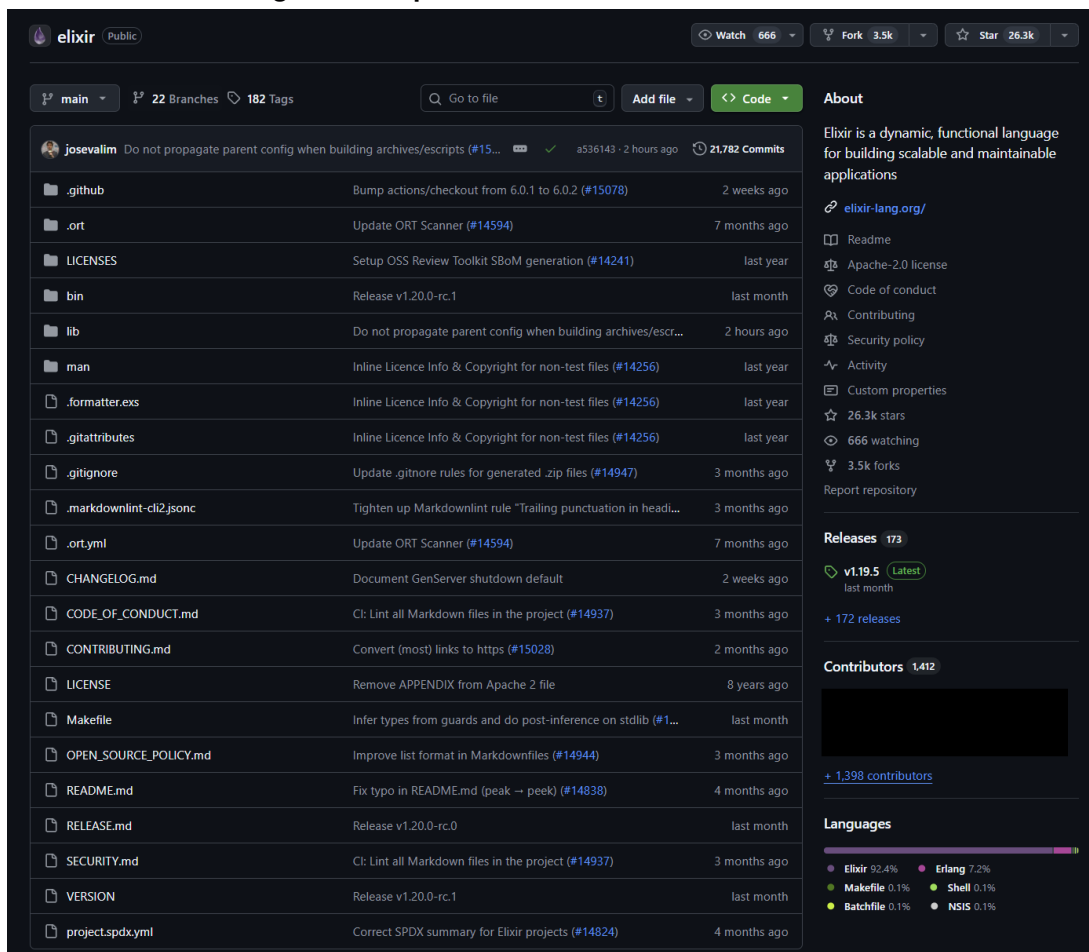 elixir Public
Watch 666 Fork 3.5k Star 26.3k
main 22 Branches 182 Tags Go to file t Add file Code
josevalim Do not propagate parent config when building archives/escripts (#15... a536143 · 2 hours ago 21,782 Commits
.github Bump actions/checkout from 6.0.1 to 6.0.2 (#15078) 2 weeks ago
.ort Update ORT Scanner (#14594) 7 months ago
LICENSES Setup OSS Review Toolkit SBoM generation (#14241) last year
bin Release v1.20.0-rc.1 last month
lib Do not propagate parent config when building archives/escr... 2 hours ago
man Inline Licence Info & Copyright for non-test files (#14256) last year
.formatter.exs Inline Licence Info & Copyright for non-test files (#14256) last year
.gitattributes Inline Licence Info & Copyright for non-test files (#14256) last year
.gitignore Update .gitnore rules for generated .zip files (#14947) 3 months ago
.markdownlint-cli2.jsonc Tighten up Markdownlint rule "Trailing punctuation in headi... 3 months ago
.ort.yml Update ORT Scanner (#14594) 7 months ago
CHANGELOG.md Document GenServer shutdown default 2 weeks ago
CODE_OF_CONDUCT.md CI: Lint all Markdown files in the project (#14937) 3 months ago
CONTRIBUTING.md Convert (most) links to https (#15028) 2 months ago
LICENSE Remove APPENDIX from Apache 2 file 8 years ago
Makefile Infer types from guards and do post-inference on stdlib (#1... last month
OPEN_SOURCE_POLICY.md Improve list format in Markdownfiles (#14944) 3 months ago
README.md Fix typo in README.md (peak → peek) (#14838) 4 months ago
RELEASE.md Release v1.20.0-rc.0 last month
SECURITY.md CI: Lint all Markdown files in the project (#14937) 3 months ago
VERSION Release v1.20.0-rc.1 last month
project.spdx.yml Correct SPDX summary for Elixir projects (#14824) 4 months ago
About
Elixir is a dynamic, functional language
for building scalable and maintainable
applications
elixir-lang.org/
Readme
Apache-2.0 license
Code of conduct
Contributing
Security policy
Activity
Custom properties
26.3k stars
666 watching
3.5k forks
Report repository
Releases 173
v1.19.5 Latest
last month
+ 172 releases
Contributors 1,412
+ 1,398 contributors
Languages
Elixir 92.4% Erlang 7.2%
Makefile 0.1% Shell 0.1%
Batchfile 0.1% NSIS 0.1%